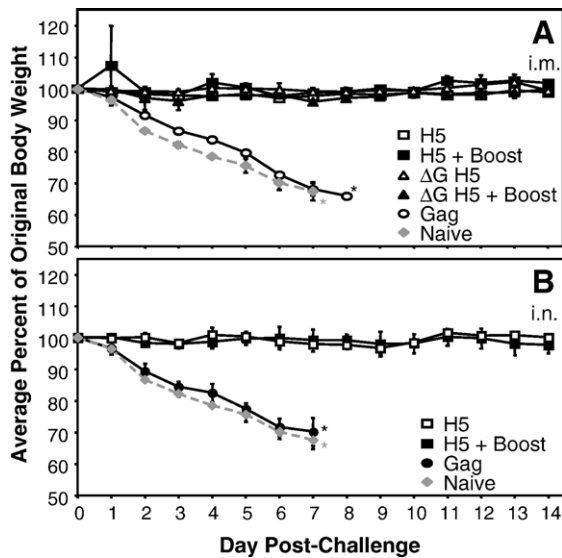 Average Percent of Original Body Weight
A
i.m.
120
110
100
90
80
70
60
50
H5
H5 + Boost
ΔG H5
ΔG H5 + Boost
Gag
Naive
*
*
B
i.n.
120
110
100
90
80
70
60
50
H5
H5 + Boost
Gag
Naive
*
*
0 1 2 3 4 5 6 7 8 9 10 11 12 13 14
Day Post-Challenge